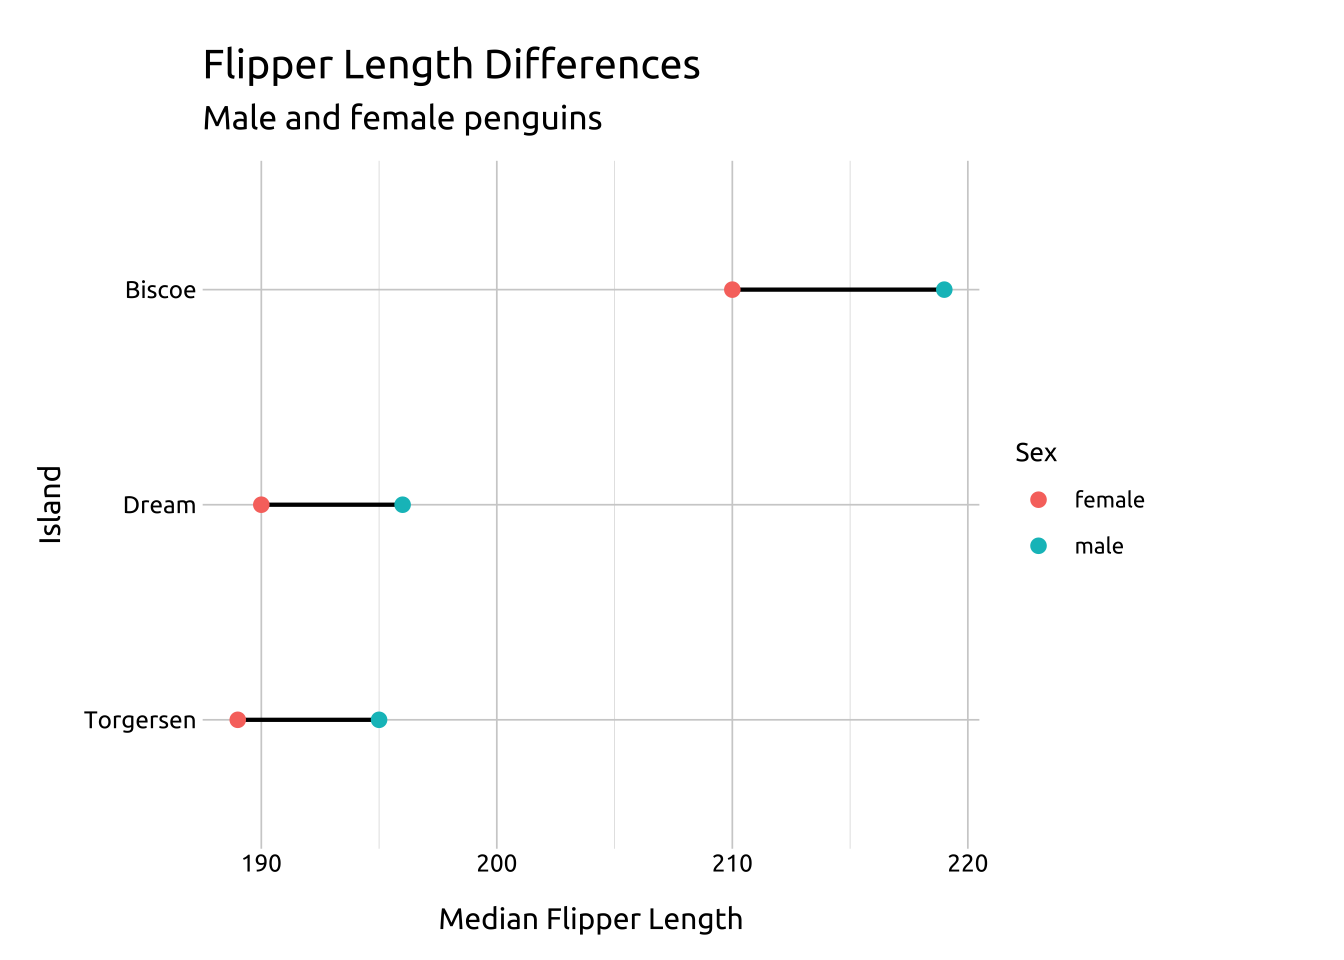 Flipper Length Differences
Male and female penguins
Biscoe
Dream
Torgersen
Island
190 200 210 220
Median Flipper Length
Sex
female
male